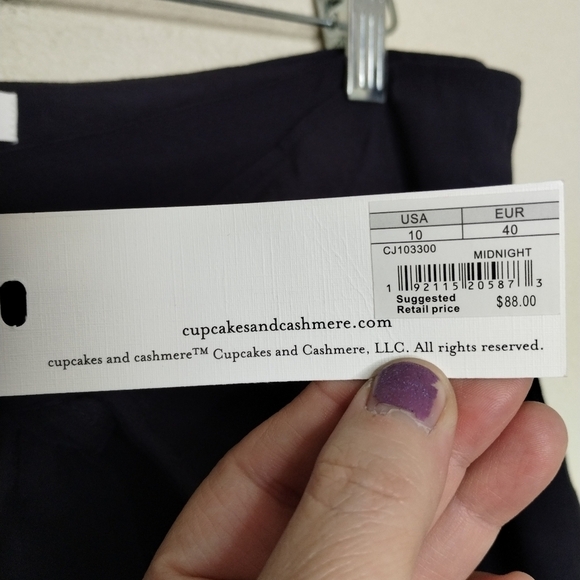 USA EUR
10 40
CJ103300
MIDNIGHT
1 92115 20587 3
Suggested
Retail price $88.00
cupcakesandcashmere.com
cupcakes and cashmere™ Cupcakes and Cashmere, LLC. All rights reserved.